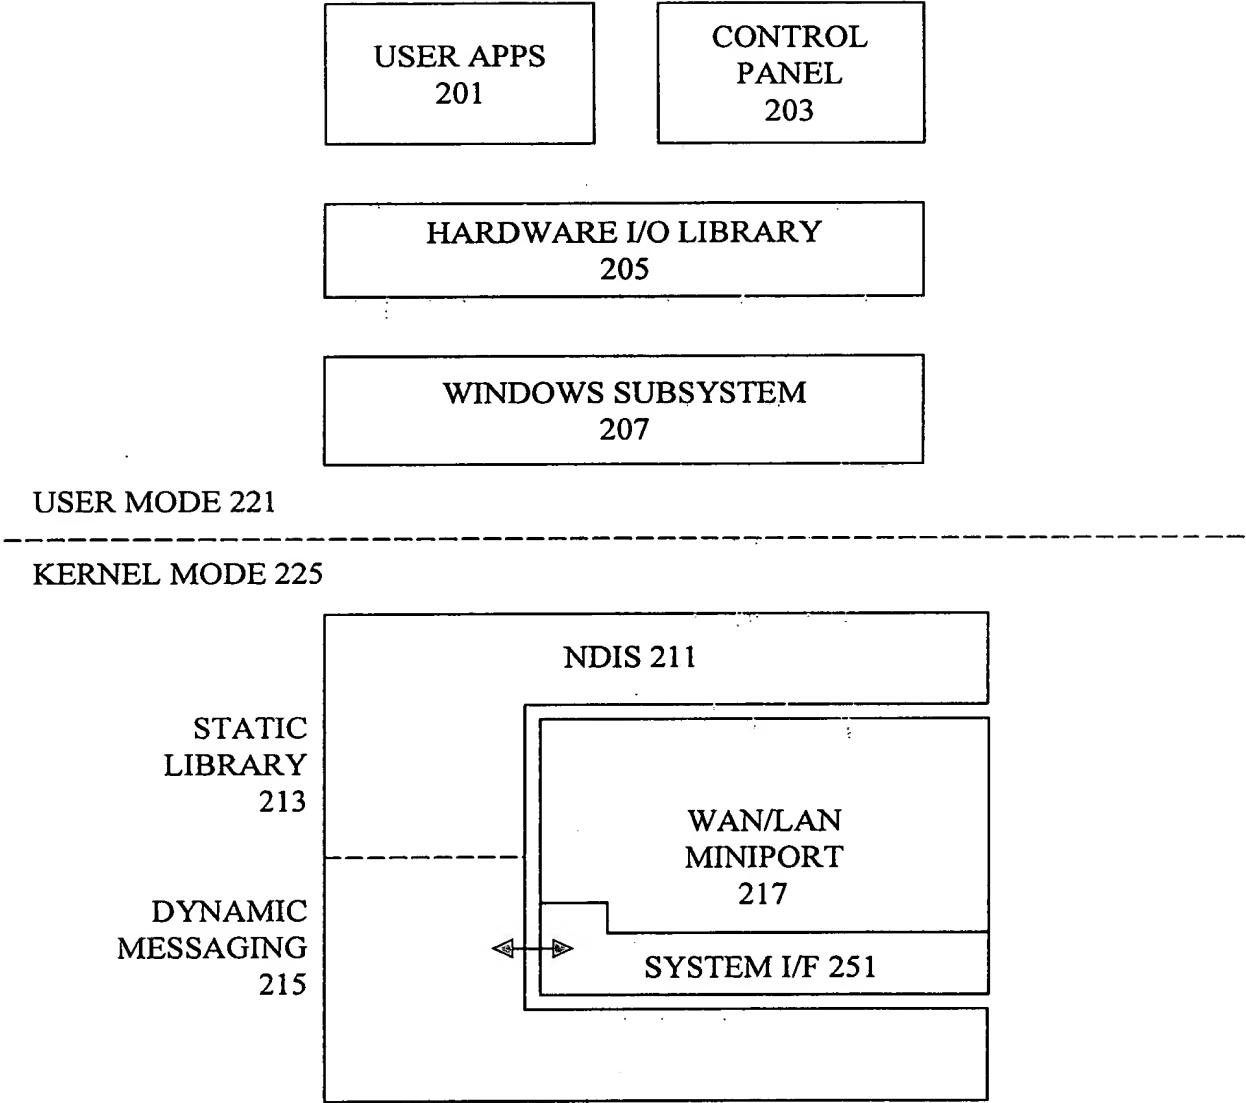 USER APPS
201
CONTROL
PANEL
203
HARDWARE I/O LIBRARY
205
WINDOWS SUBSYSTEM
207
USER MODE 221
KERNEL MODE 225
NDIS 211
STATIC
LIBRARY
213
WAN/LAN
MINIPORT
217
DYNAMIC
MESSAGING
215
SYSTEM I/F 251